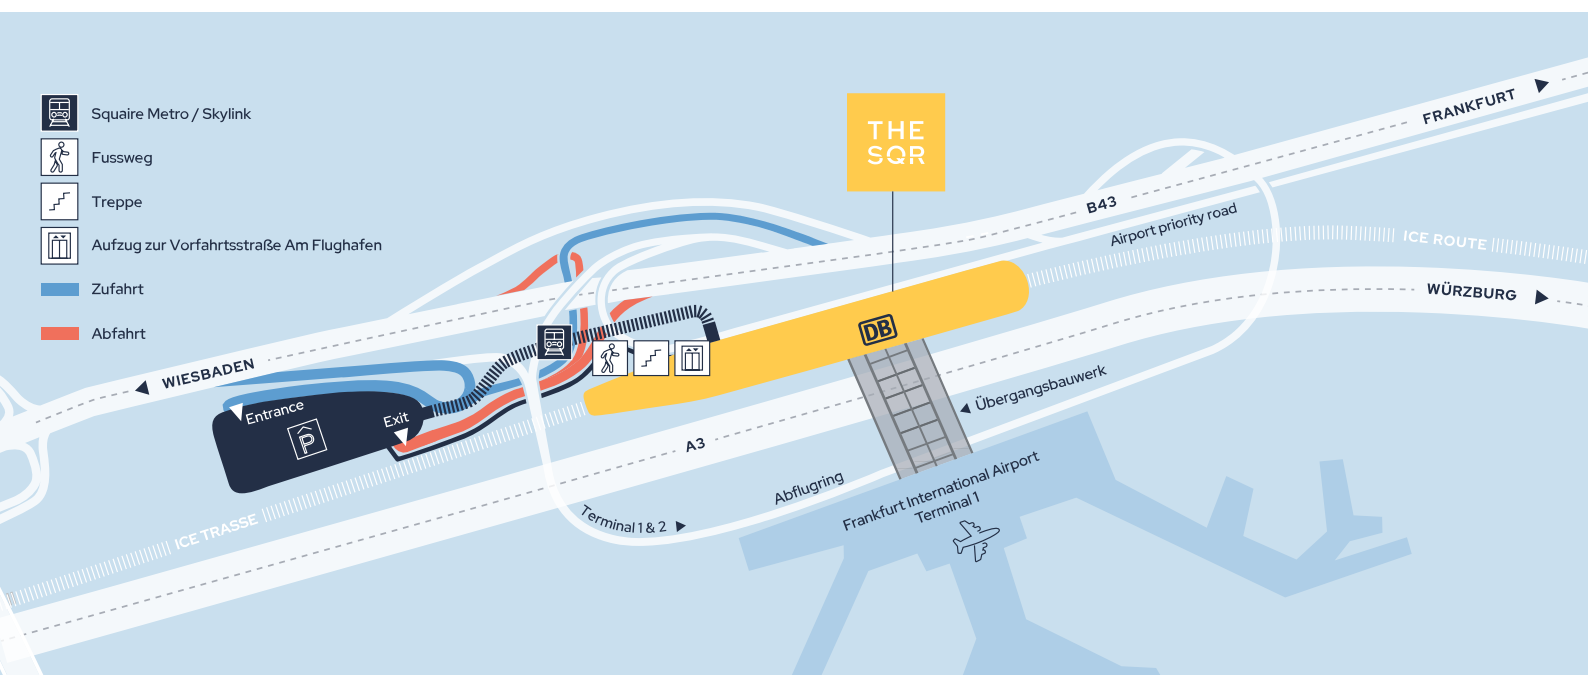 Squaire Metro / Skylink
Fussweg
Treppe
Aufzug zur Vorfahrtsstraße Am Flughafen
Zufahrt
Abfahrt
THE
SQR
FRANKFURT
B43
Airport priority road
ICE ROUTE
WÜRZBURG
DB
WIESBADEN
Entrance
Exit
P
Übergangsbauwerk
A3
Abflugring
Frankfurt International Airport
Terminal 1
Terminal 1 & 2
ICE TRASSE